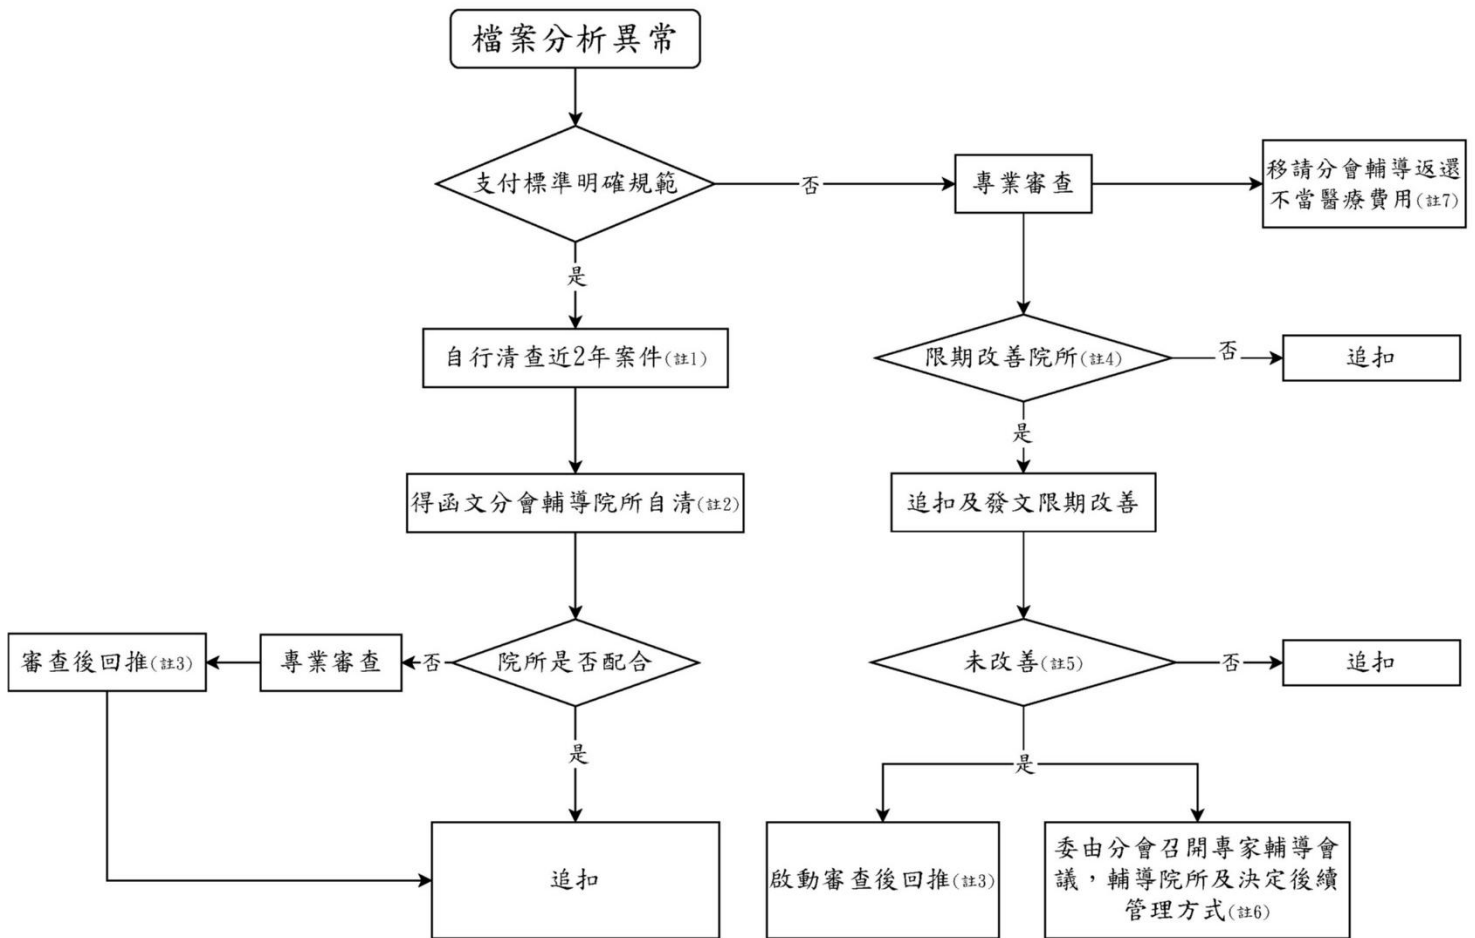 檔案分析異常
支付標準明確規範
否
專業審查
移請分會輔導返還
不當醫療費用(註7)
是
自行清查近2年案件(註1)
限期改善院所(註4)
否
追扣
是
得函文分會輔導院所自清(註2)
追扣及發文限期改善
審查後回推(註3)
專業審查
否
院所是否配合
未改善(註5)
否
追扣
是
是
追扣
啟動審查後回推(註3)
委由分會召開專家輔導會
議，輔導院所及決定後續
管理方式(註6)